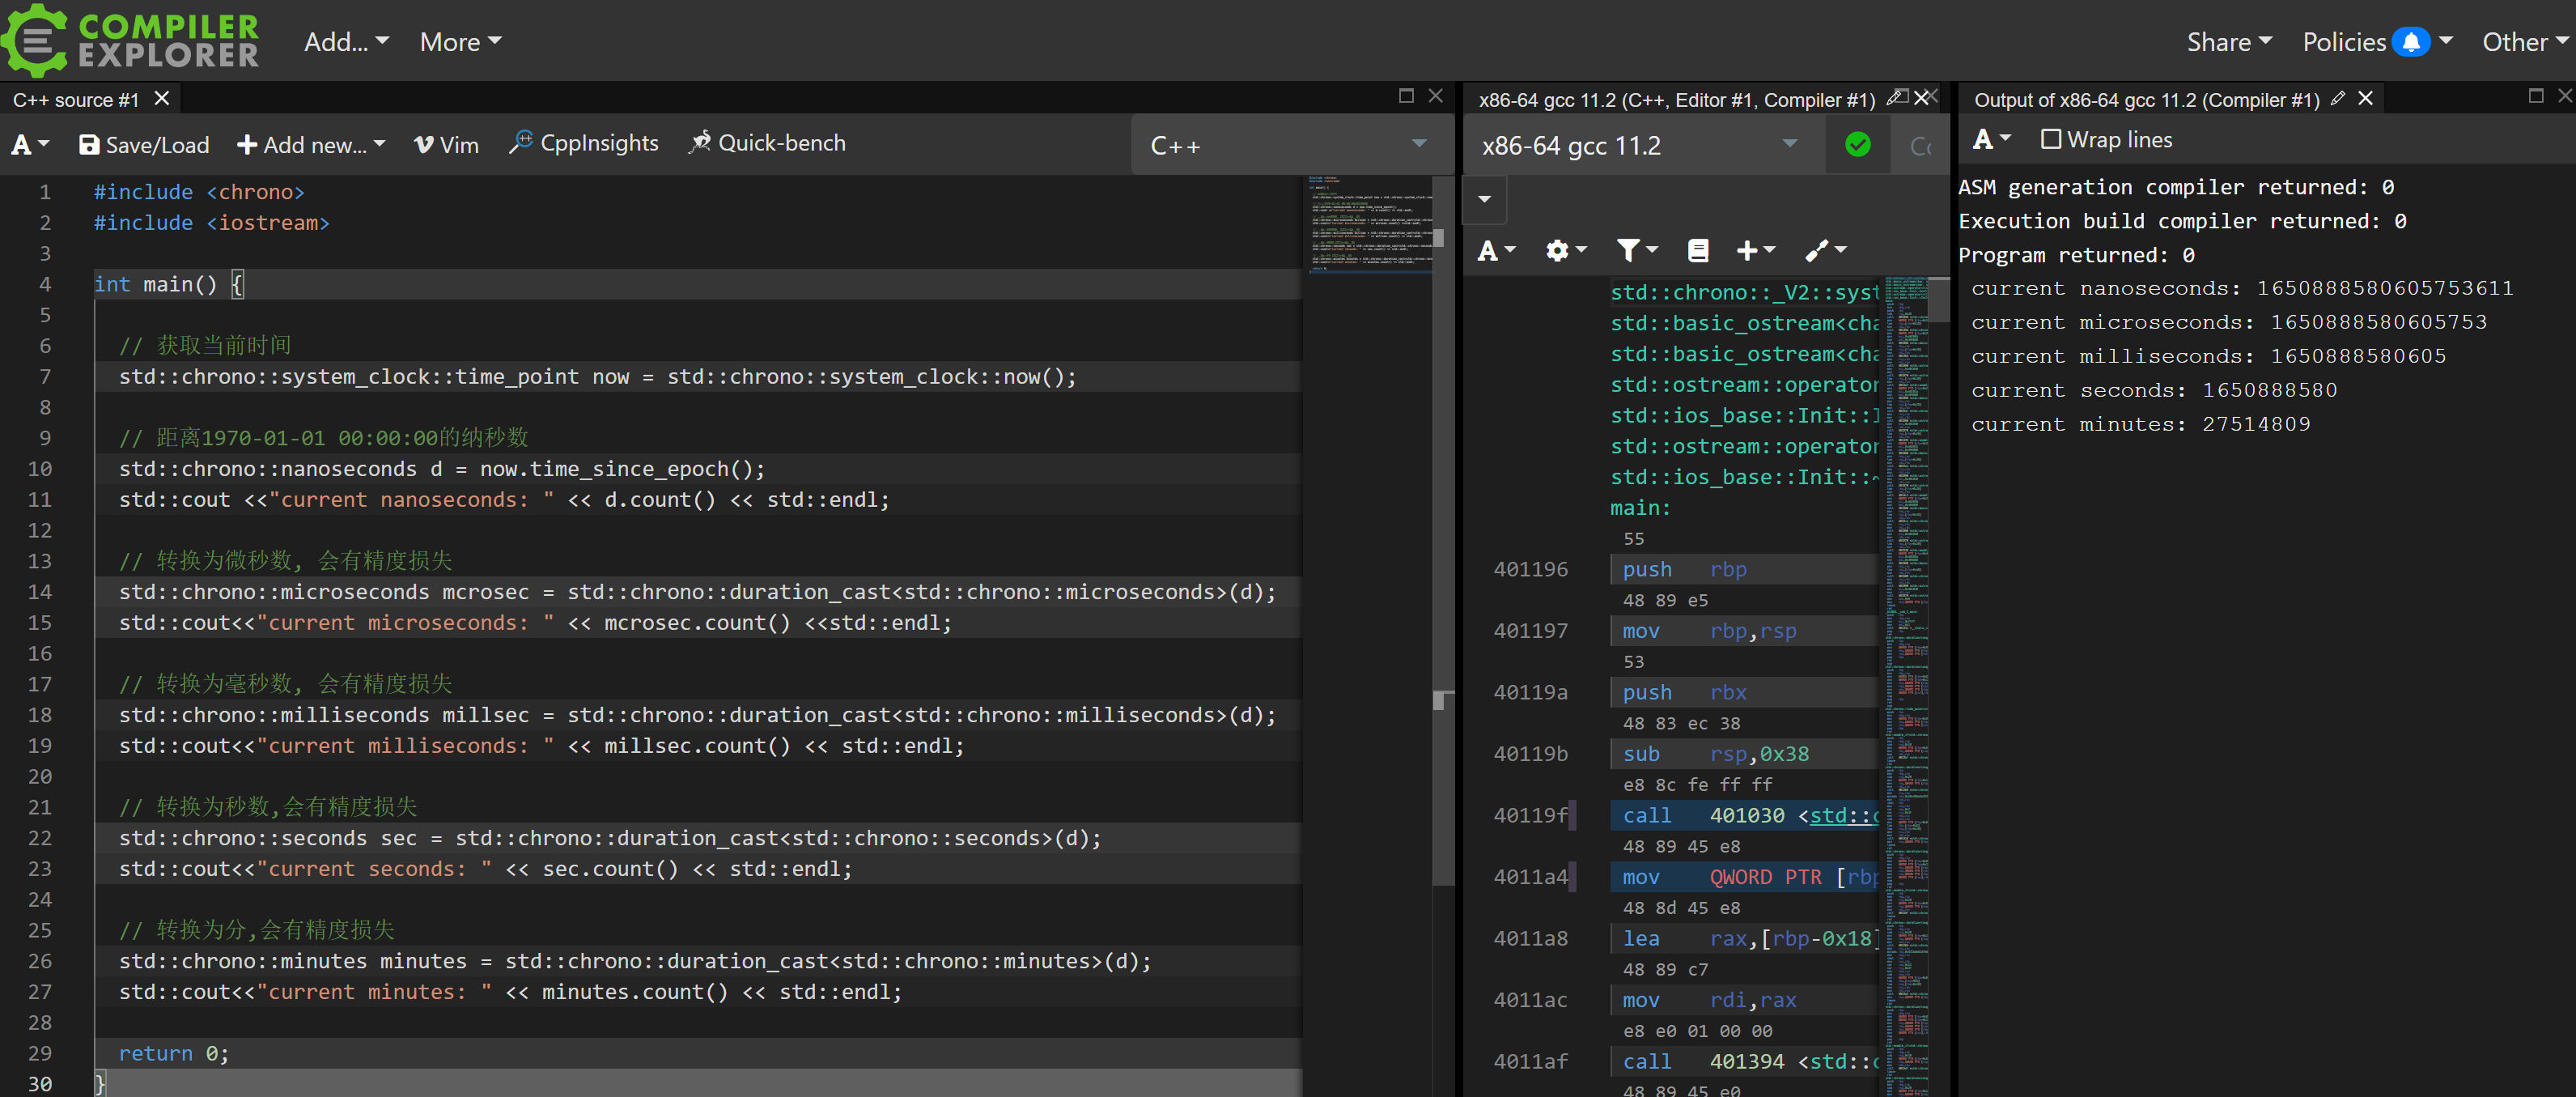 COMPILER EXPLORER
Add... More Share Policies Other
C++ source #1
A Save/Load Add new... Vim CppInsights Quick-bench C++
1 #include <chrono>
2 #include <iostream>
3
4 int main() {
5
6 // 获取当前时间
7 std::chrono::system_clock::time_point now = std::chrono::system_clock::now();
8
9 // 距离1970-01-01 00:00:00的纳秒数
10 std::chrono::nanoseconds d = now.time_since_epoch();
11 std::cout <<"current nanoseconds: " << d.count() << std::endl;
12
13 // 转换为微秒数, 会有精度损失
14 std::chrono::microseconds mcrosec = std::chrono::duration_cast<std::chrono::microseconds>(d);
15 std::cout<<"current microseconds: " << mcrosec.count() <<std::endl;
16
17 // 转换为毫秒数, 会有精度损失
18 std::chrono::milliseconds millsec = std::chrono::duration_cast<std::chrono::milliseconds>(d);
19 std::cout<<"current milliseconds: " << millsec.count() << std::endl;
20
21 // 转换为秒数,会有精度损失
22 std::chrono::seconds sec = std::chrono::duration_cast<std::chrono::seconds>(d);
23 std::cout<<"current seconds: " << sec.count() << std::endl;
24
25 // 转换为分,会有精度损失
26 std::chrono::minutes minutes = std::chrono::duration_cast<std::chrono::minutes>(d);
27 std::cout<<"current minutes: " << minutes.count() << std::endl;
28
29 return 0;
30 }
x86-64 gcc 11.2 (C++, Editor #1, Compiler #1)
x86-64 gcc 11.2
A
std::chrono::_V2::syst
std::basic_ostream<cha
std::basic_ostream<cha
std::ostream::operator
std::ios_base::Init::I
std::ostream::operator
std::ios_base::Init::~
main:
55
401196 push rbp
48 89 e5
401197 mov rbp,rsp
53
40119a push rbx
48 83 ec 38
40119b sub rsp,0x38
e8 8c fe ff ff
40119f call 401030 <std::c
48 89 45 e8
4011a4 mov QWORD PTR [rbp
48 8d 45 e8
4011a8 lea rax,[rbp-0x18]
48 89 c7
4011ac mov rdi,rax
e8 e0 01 00 00
4011af call 401394 <std::c
48 89 45 e0
Output of x86-64 gcc 11.2 (Compiler #1)
A Wrap lines
ASM generation compiler returned: 0
Execution build compiler returned: 0
Program returned: 0
current nanoseconds: 1650888580605753611
current microseconds: 1650888580605753
current milliseconds: 1650888580605
current seconds: 1650888580
current minutes: 27514809